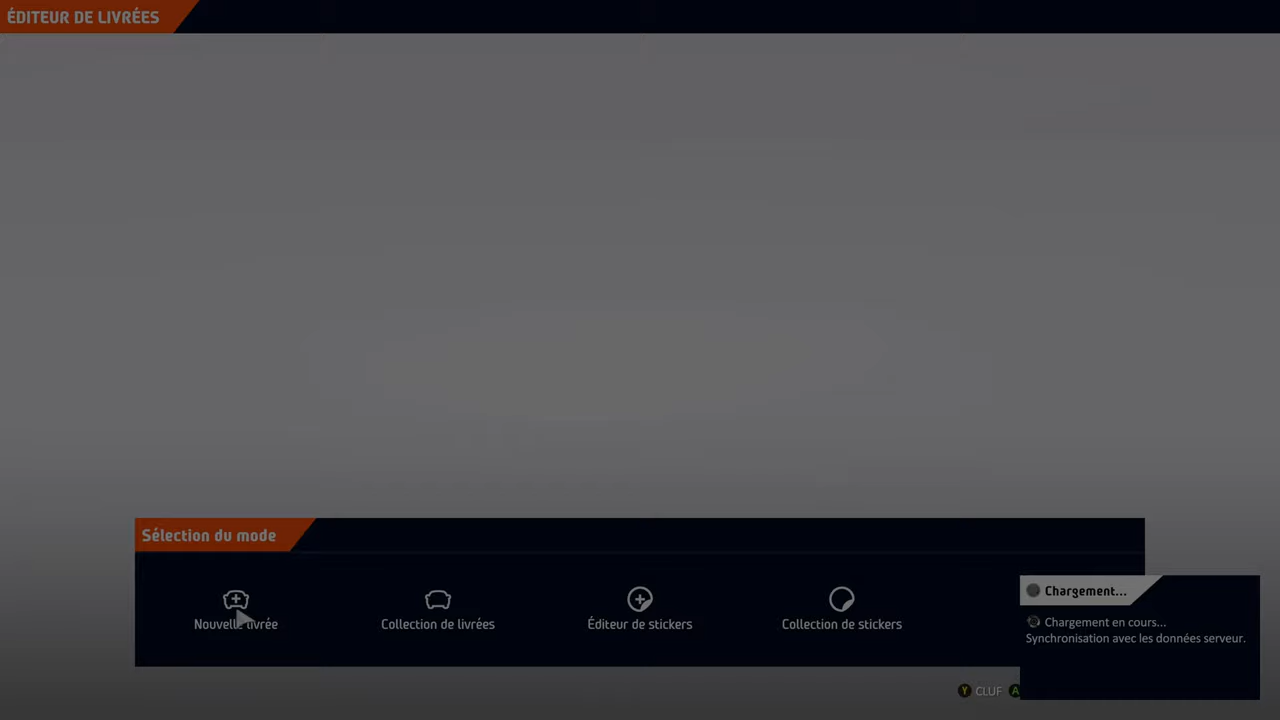 ÉDITEUR DE LIVRÉES
Sélection du mode
Nouvelle livrée
Collection de livrées
Éditeur de stickers
Collection de stickers
Chargement...
Chargement en cours...
Synchronisation avec les données serveur.
Y CLUF A